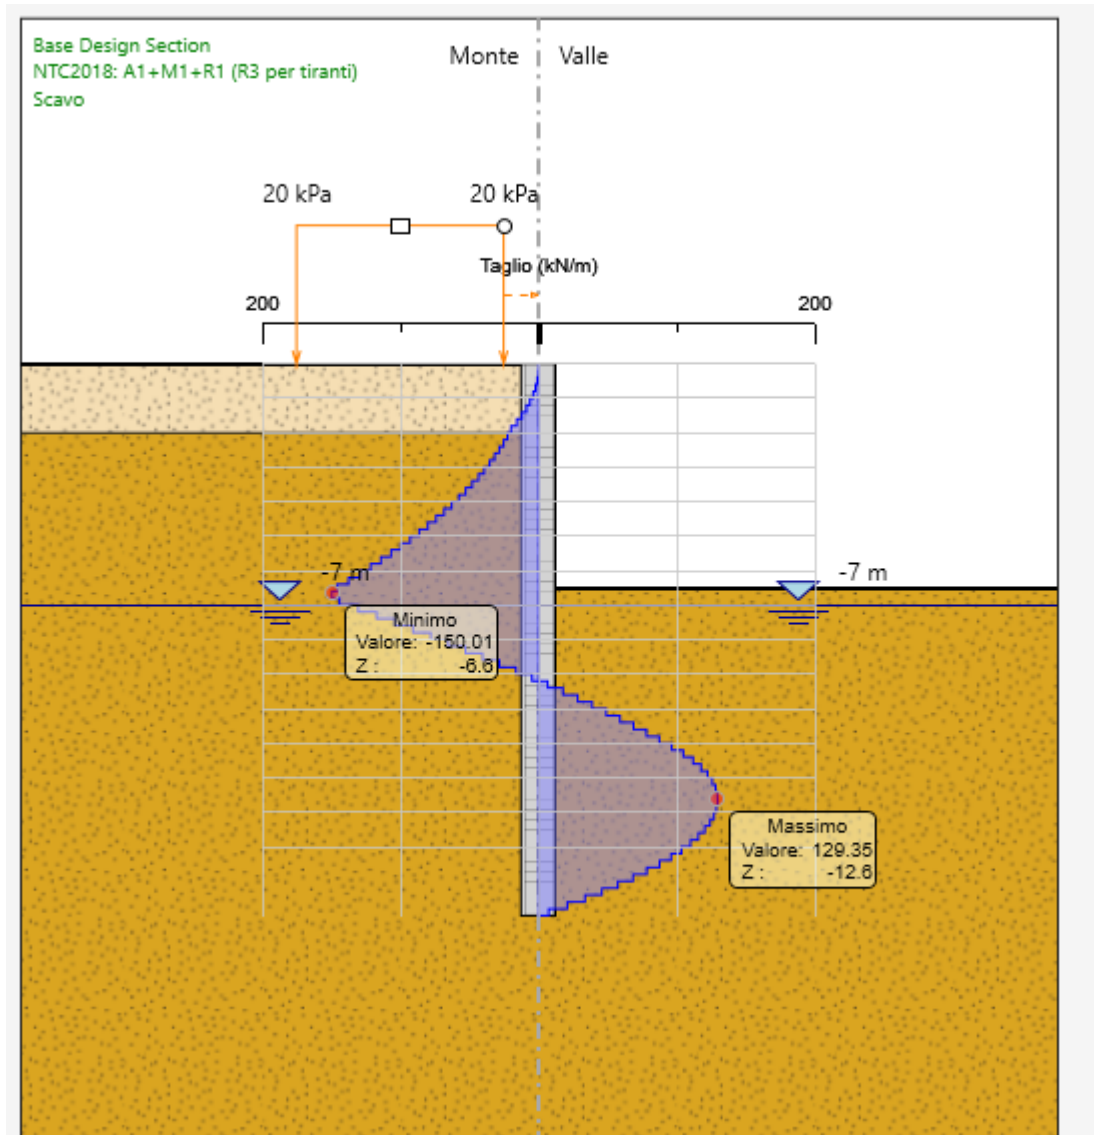 Base Design Section
NTC2018: A1+M1+R1 (R3 per tiranti)
Scavo
Monte
Valle
20 kPa
20 kPa
Taglio (kN/m)
200
200
-7 m
-7 m
Minimo
Valore: -150.01
Z : -6.6
Massimo
Valore: 129.35
Z : -12.6